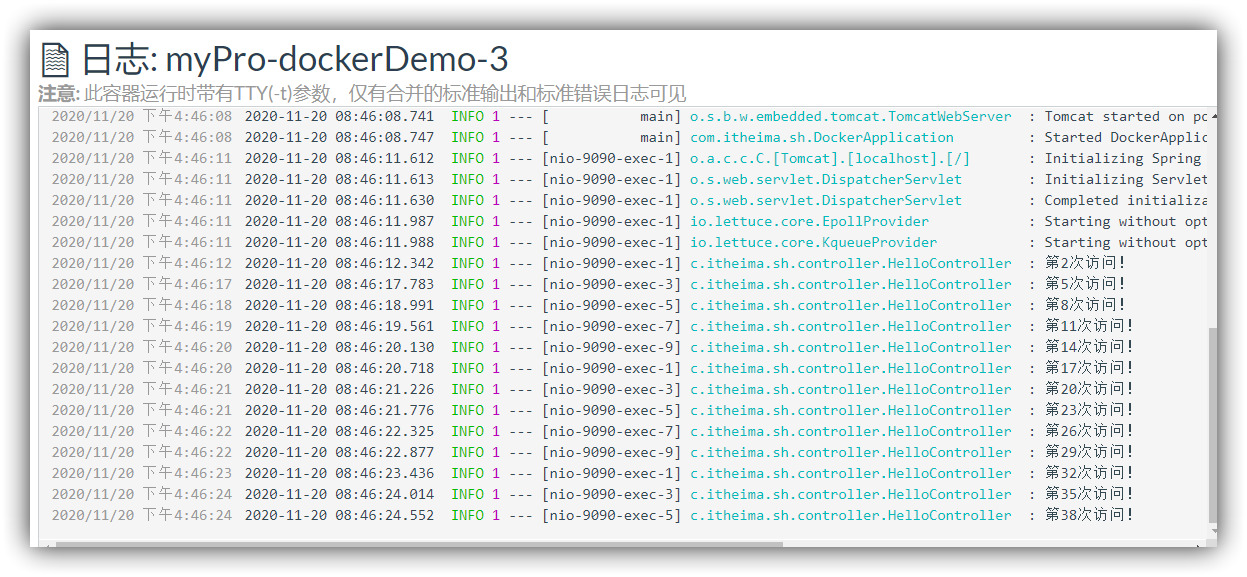 日志: myPro-dockerDemo-3
注意: 此容器运行时带有TTY(-t)参数，仅有合并的标准输出和标准错误日志可见
2020/11/20 下午4:46:08 2020-11-20 08:46:08.741 INFO 1 --- [ main] o.s.b.w.embedded.tomcat.TomcatWebServer : Tomcat started on po
2020/11/20 下午4:46:08 2020-11-20 08:46:08.747 INFO 1 --- [ main] com.itheima.sh.DockerApplication : Started DockerApplic
2020/11/20 下午4:46:11 2020-11-20 08:46:11.612 INFO 1 --- [nio-9090-exec-1] o.a.c.c.C.[Tomcat].[localhost].[/] : Initializing Spring
2020/11/20 下午4:46:11 2020-11-20 08:46:11.613 INFO 1 --- [nio-9090-exec-1] o.s.web.servlet.DispatcherServlet : Initializing Servlet
2020/11/20 下午4:46:11 2020-11-20 08:46:11.630 INFO 1 --- [nio-9090-exec-1] o.s.web.servlet.DispatcherServlet : Completed initializa
2020/11/20 下午4:46:11 2020-11-20 08:46:11.987 INFO 1 --- [nio-9090-exec-1] io.lettuce.core.EpollProvider : Starting without opt
2020/11/20 下午4:46:11 2020-11-20 08:46:11.988 INFO 1 --- [nio-9090-exec-1] io.lettuce.core.KqueueProvider : Starting without opt
2020/11/20 下午4:46:12 2020-11-20 08:46:12.342 INFO 1 --- [nio-9090-exec-1] c.itheima.sh.controller.HelloController : 第2次访问!
2020/11/20 下午4:46:17 2020-11-20 08:46:17.783 INFO 1 --- [nio-9090-exec-3] c.itheima.sh.controller.HelloController : 第5次访问!
2020/11/20 下午4:46:18 2020-11-20 08:46:18.991 INFO 1 --- [nio-9090-exec-5] c.itheima.sh.controller.HelloController : 第8次访问!
2020/11/20 下午4:46:19 2020-11-20 08:46:19.561 INFO 1 --- [nio-9090-exec-7] c.itheima.sh.controller.HelloController : 第11次访问!
2020/11/20 下午4:46:20 2020-11-20 08:46:20.130 INFO 1 --- [nio-9090-exec-9] c.itheima.sh.controller.HelloController : 第14次访问!
2020/11/20 下午4:46:20 2020-11-20 08:46:20.718 INFO 1 --- [nio-9090-exec-1] c.itheima.sh.controller.HelloController : 第17次访问!
2020/11/20 下午4:46:21 2020-11-20 08:46:21.226 INFO 1 --- [nio-9090-exec-3] c.itheima.sh.controller.HelloController : 第20次访问!
2020/11/20 下午4:46:21 2020-11-20 08:46:21.776 INFO 1 --- [nio-9090-exec-5] c.itheima.sh.controller.HelloController : 第23次访问!
2020/11/20 下午4:46:22 2020-11-20 08:46:22.325 INFO 1 --- [nio-9090-exec-7] c.itheima.sh.controller.HelloController : 第26次访问!
2020/11/20 下午4:46:22 2020-11-20 08:46:22.877 INFO 1 --- [nio-9090-exec-9] c.itheima.sh.controller.HelloController : 第29次访问!
2020/11/20 下午4:46:23 2020-11-20 08:46:23.436 INFO 1 --- [nio-9090-exec-1] c.itheima.sh.controller.HelloController : 第32次访问!
2020/11/20 下午4:46:24 2020-11-20 08:46:24.014 INFO 1 --- [nio-9090-exec-3] c.itheima.sh.controller.HelloController : 第35次访问!
2020/11/20 下午4:46:24 2020-11-20 08:46:24.552 INFO 1 --- [nio-9090-exec-5] c.itheima.sh.controller.HelloController : 第38次访问!